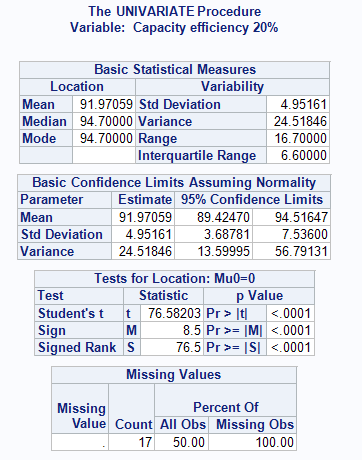 The UNIVARIATE Procedure
Variable: Capacity efficiency 20%
Basic Statistical Measures
Location Variability
Mean 91.97059 Std Deviation 4.95161
Median 94.70000 Variance 24.51846
Mode 94.70000 Range 16.70000
Interquartile Range 6.60000
Basic Confidence Limits Assuming Normality
Parameter Estimate 95% Confidence Limits
Mean 91.97059 89.42470 94.51647
Std Deviation 4.95161 3.68781 7.53600
Variance 24.51846 13.59995 56.79131
Tests for Location: Mu0=0
Test Statistic p Value
Student's t t 76.58203 Pr > |t| <.0001
Sign M 8.5 Pr >= |M| <.0001
Signed Rank S 76.5 Pr >= |S| <.0001
Missing Values
Missing Value Count Percent Of
All Obs Missing Obs
. 17 50.00 100.00